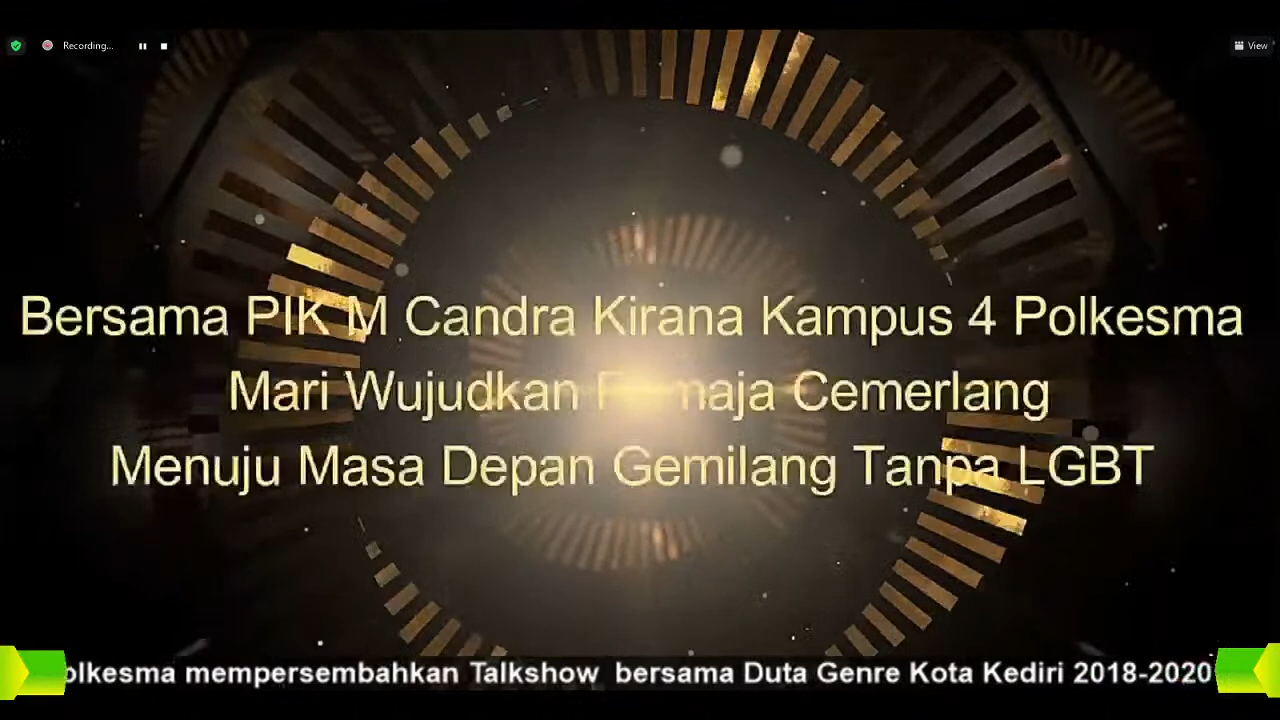 Recording...
View
Bersama PIK M Candra Kirana Kampus 4 Polkesma
Mari Wujudkan Remaja Cemerlang
Menuju Masa Depan Gemilang Tanpa LGBT
olkesma mempersembahkan Talkshow bersama Duta Genre Kota Kediri 2018-2020